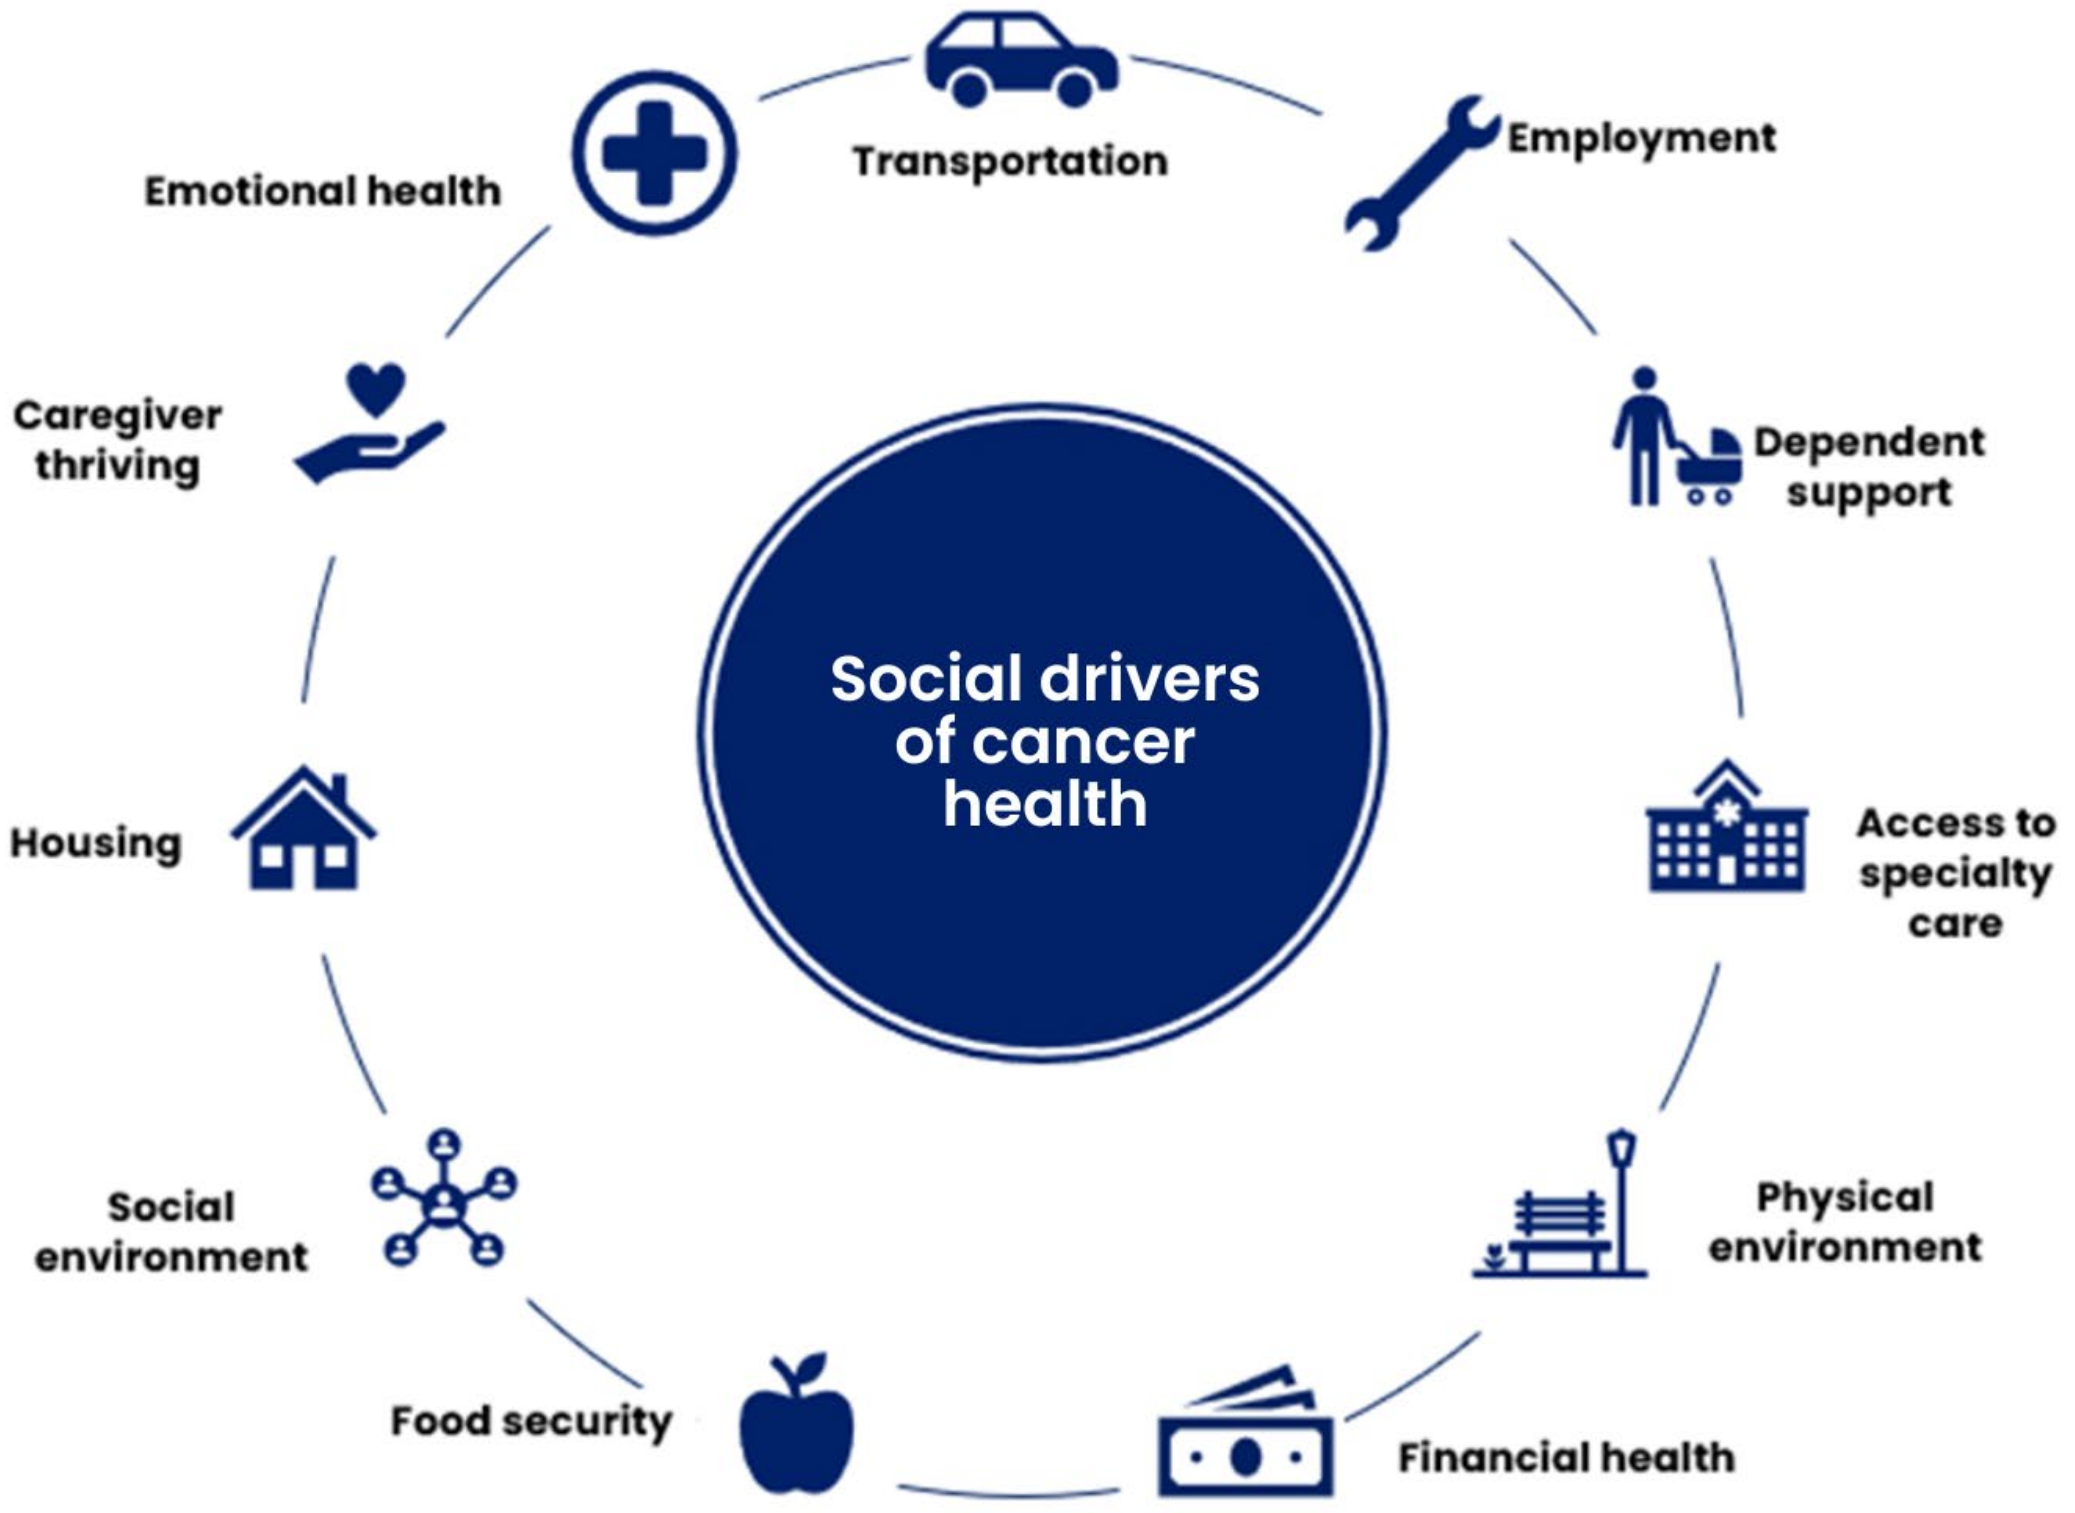 Transportation
Employment
Emotional health
Caregiver
thriving
Dependent
support
Social drivers
of cancer
health
Housing
Access to
specialty
care
Social
environment
Physical
environment
Food security
Financial health